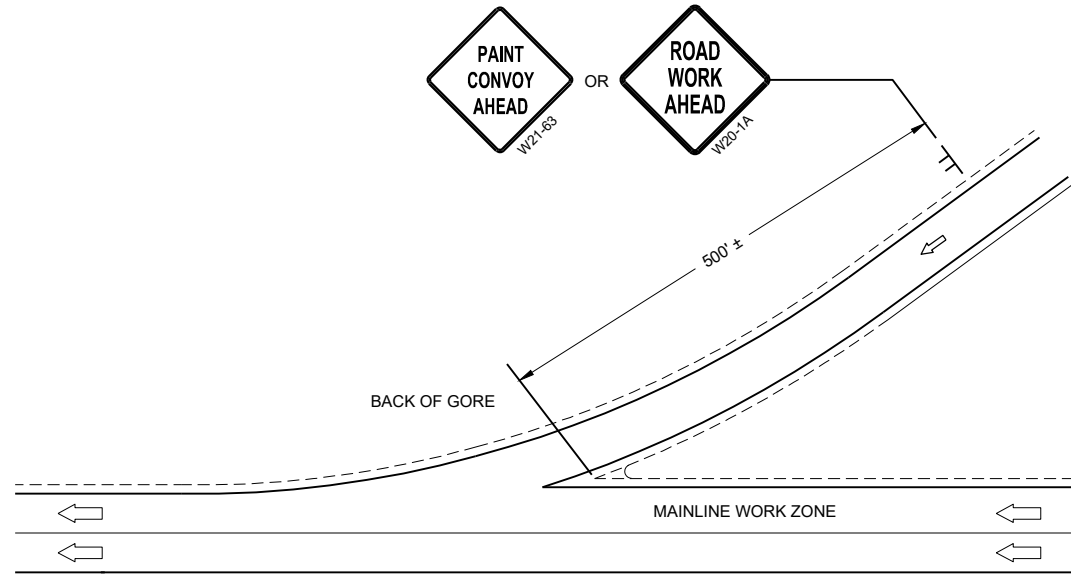 PAINT
CONVOY
AHEAD
W21-63
OR
ROAD
WORK
AHEAD
W20-1A
500' ±
BACK OF GORE
MAINLINE WORK ZONE